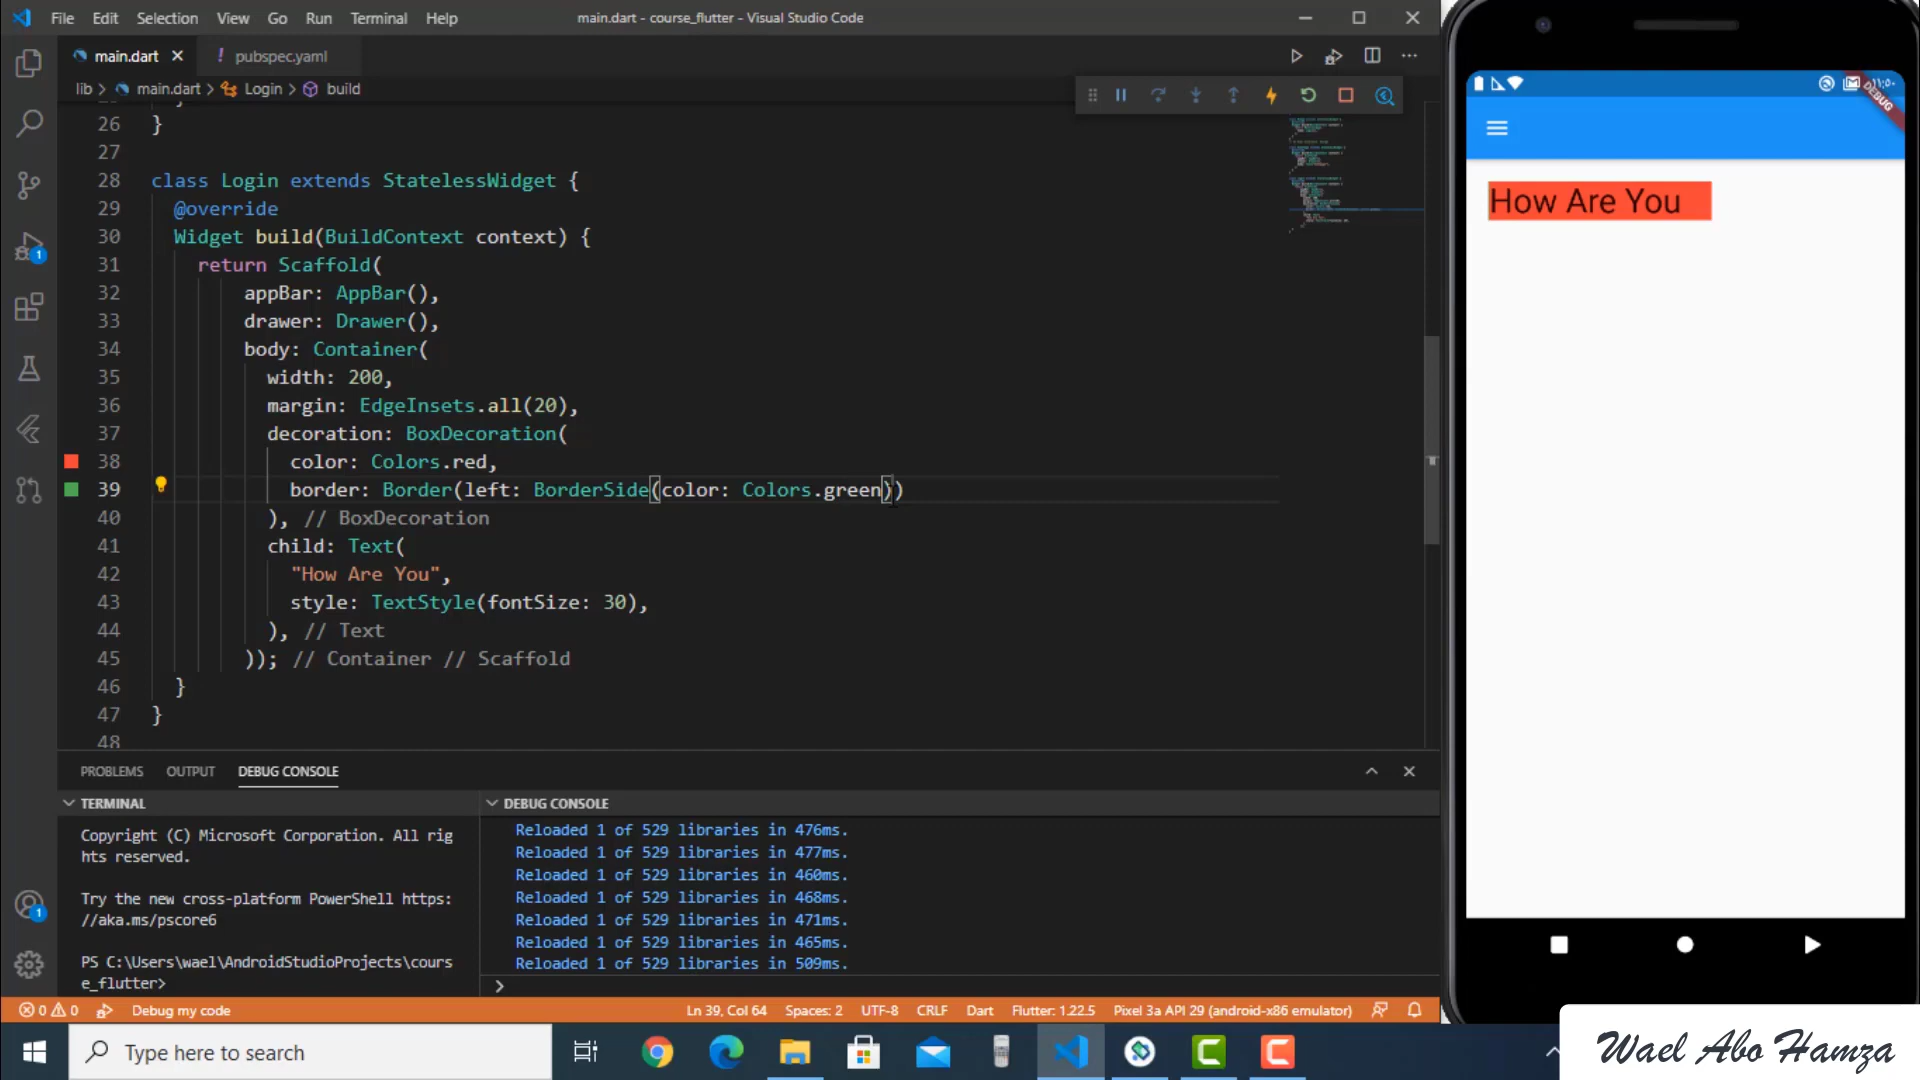 File Edit Selection View Go Run Terminal Help
main.dart - course_flutter - Visual Studio Code
main.dart
! pubspec.yaml
lib > main.dart > Login > build
26 }
27
28 class Login extends StatelessWidget {
29 @override
30 Widget build(BuildContext context) {
31 return Scaffold(
32 appBar: AppBar(),
33 drawer: Drawer(),
34 body: Container(
35 width: 200,
36 margin: EdgeInsets.all(20),
37 decoration: BoxDecoration(
38 color: Colors.red,
39 border: Border(left: BorderSide(color: Colors.green))
40 ), // BoxDecoration
41 child: Text(
42 "How Are You",
43 style: TextStyle(fontSize: 30),
44 ), // Text
45 )); // Container // Scaffold
46 }
47 }
48
PROBLEMS OUTPUT DEBUG CONSOLE
TERMINAL
Copyright (C) Microsoft Corporation. All rig
hts reserved.
Try the new cross-platform PowerShell https:
//aka.ms/pscore6
PS C:\Users\wael\AndroidStudioProjects\cours
e_flutter>
DEBUG CONSOLE
Reloaded 1 of 529 libraries in 476ms.
Reloaded 1 of 529 libraries in 477ms.
Reloaded 1 of 529 libraries in 460ms.
Reloaded 1 of 529 libraries in 468ms.
Reloaded 1 of 529 libraries in 471ms.
Reloaded 1 of 529 libraries in 465ms.
Reloaded 1 of 529 libraries in 509ms.
0 0 Debug my code
Ln 39, Col 64 Spaces: 2 UTF-8 CRLF Dart Flutter: 1.22.5 Pixel 3a API 29 (android-x86 emulator)
Type here to search
DEBUG
How Are You
Wael Abo Hamza